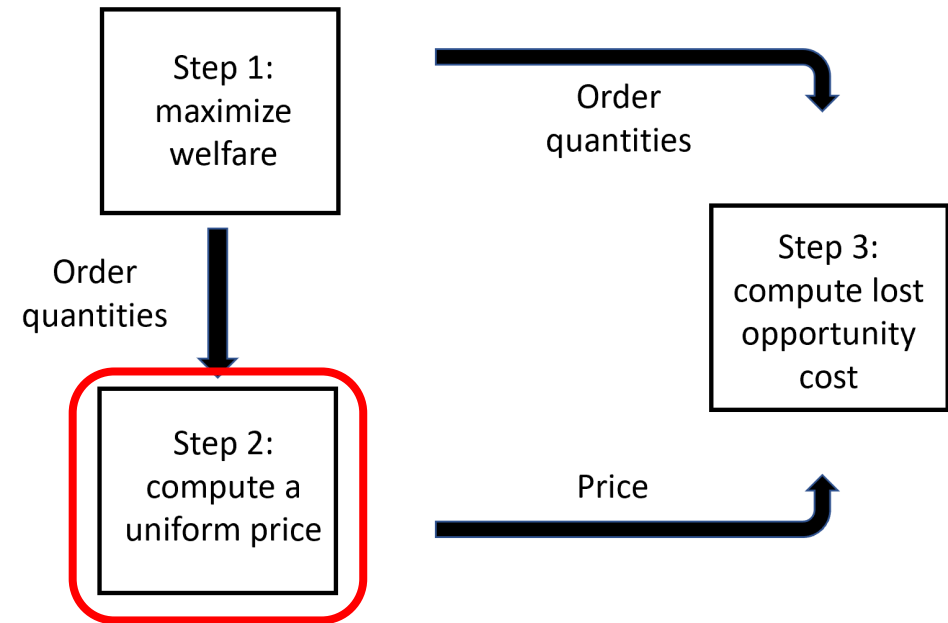 Step 1:
maximize
welfare
Order
quantities
Order
quantities
Step 3:
compute lost
opportunity
cost
Step 2:
compute a
uniform price
Price